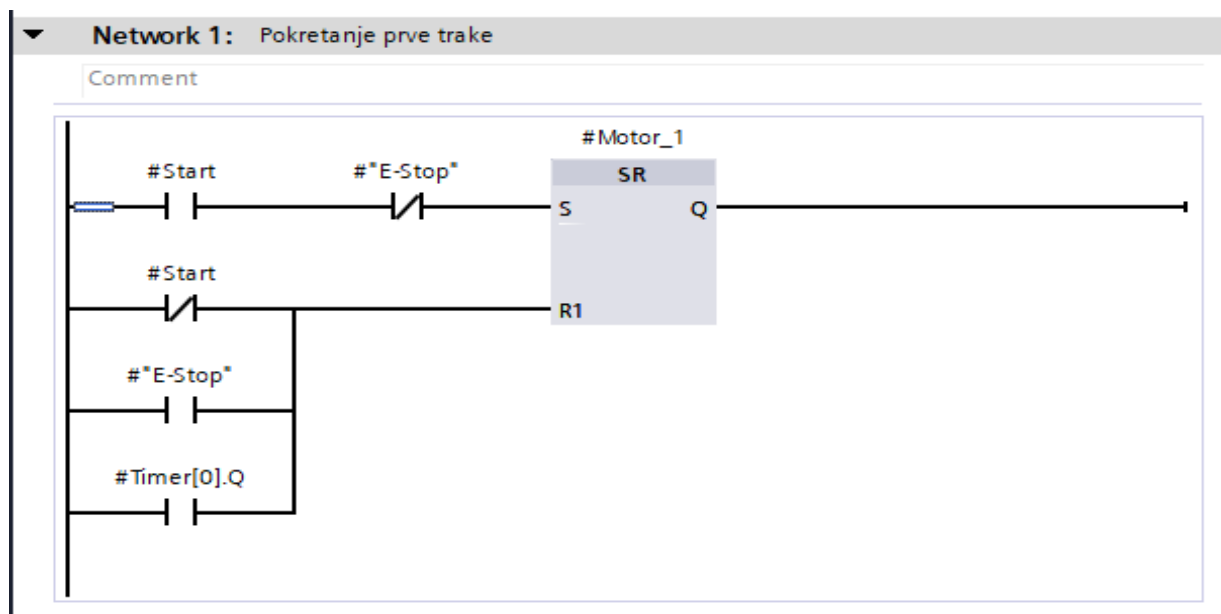 Network 1: Pokretanje prve trake
Comment
#Motor_1
#Start #"E-Stop" SR
S Q
#Start
R1
#"E-Stop"
#Timer[0].Q